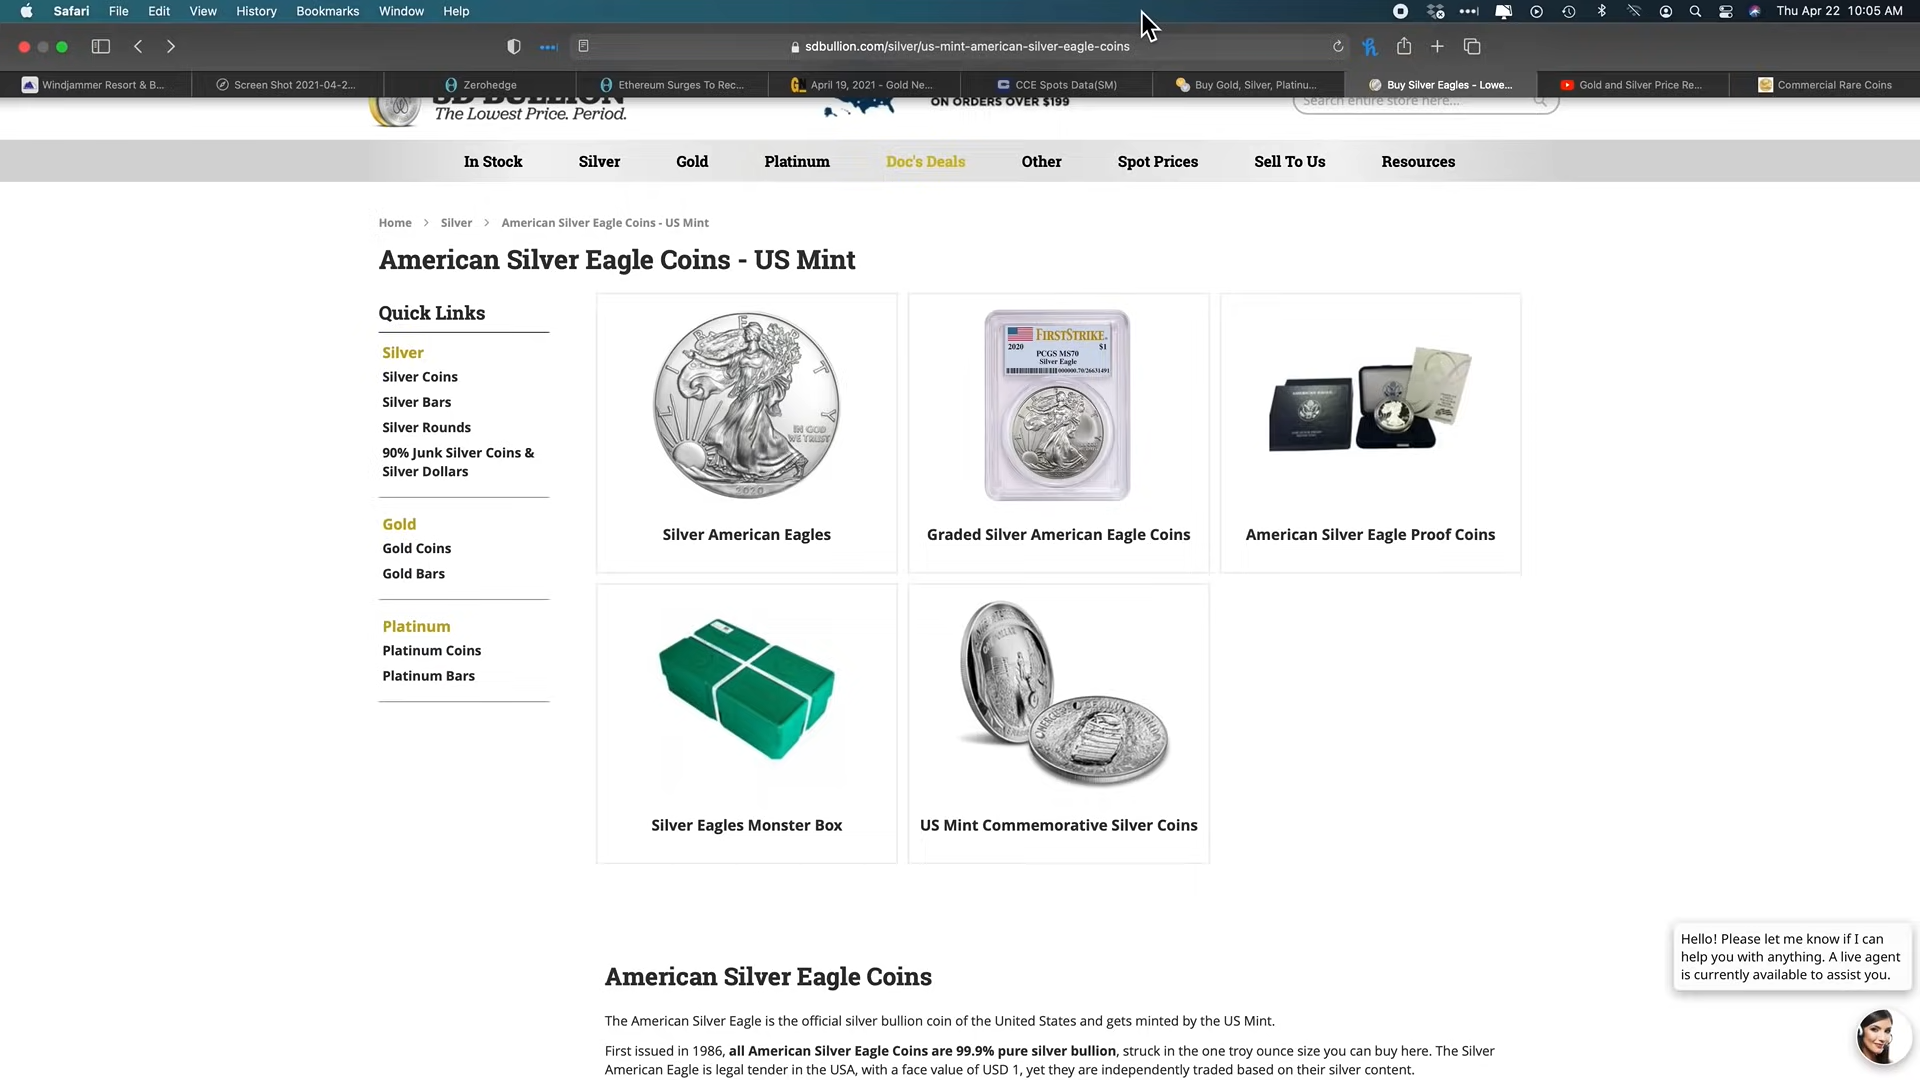 Safari File Edit View History Bookmarks Window Help Thu Apr 22 10:05 AM
sdbullion.com/silver/us-mint-american-silver-eagle-coins
Windjammer Resort & B... Screen Shot 2021-04-2... Zerohedge Ethereum Surges To Rec... April 19, 2021 - Gold Ne... CCE Spots Data(SM) Buy Gold, Silver, Platinu... Buy Silver Eagles - Lowe... Gold and Silver Price Re... Commercial Rare Coins
SD BULLION
The Lowest Price. Period.
ON ORDERS OVER $199
Search entire store here...
In Stock Silver Gold Platinum Doc's Deals Other Spot Prices Sell To Us Resources
Home > Silver > American Silver Eagle Coins - US Mint
American Silver Eagle Coins - US Mint
Quick Links
Silver
Silver Coins
Silver Bars
Silver Rounds
90% Junk Silver Coins &
Silver Dollars
Gold
Gold Coins
Gold Bars
Platinum
Platinum Coins
Platinum Bars
LIBERTY
IN GOD
WE TRUST
2020
Silver American Eagles
FIRSTSTRIKE
2020 $1
PCGS MS70
Silver Eagle
000000.70/26631491
Graded Silver American Eagle Coins
American Silver Eagle Proof Coins
Silver Eagles Monster Box
US Mint Commemorative Silver Coins
American Silver Eagle Coins
The American Silver Eagle is the official silver bullion coin of the United States and gets minted by the US Mint.
First issued in 1986, all American Silver Eagle Coins are 99.9% pure silver bullion, struck in the one troy ounce size you can buy here. The Silver
American Eagle is legal tender in the USA, with a face value of USD 1, yet they are independently traded based on their silver content.
Hello! Please let me know if I can
help you with anything. A live agent
is currently available to assist you.